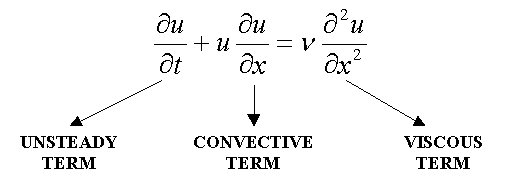 ∂u/∂t + u ∂u/∂x = ν ∂²u/∂x²
UNSTEADY TERM
CONVECTIVE TERM
VISCOUS TERM